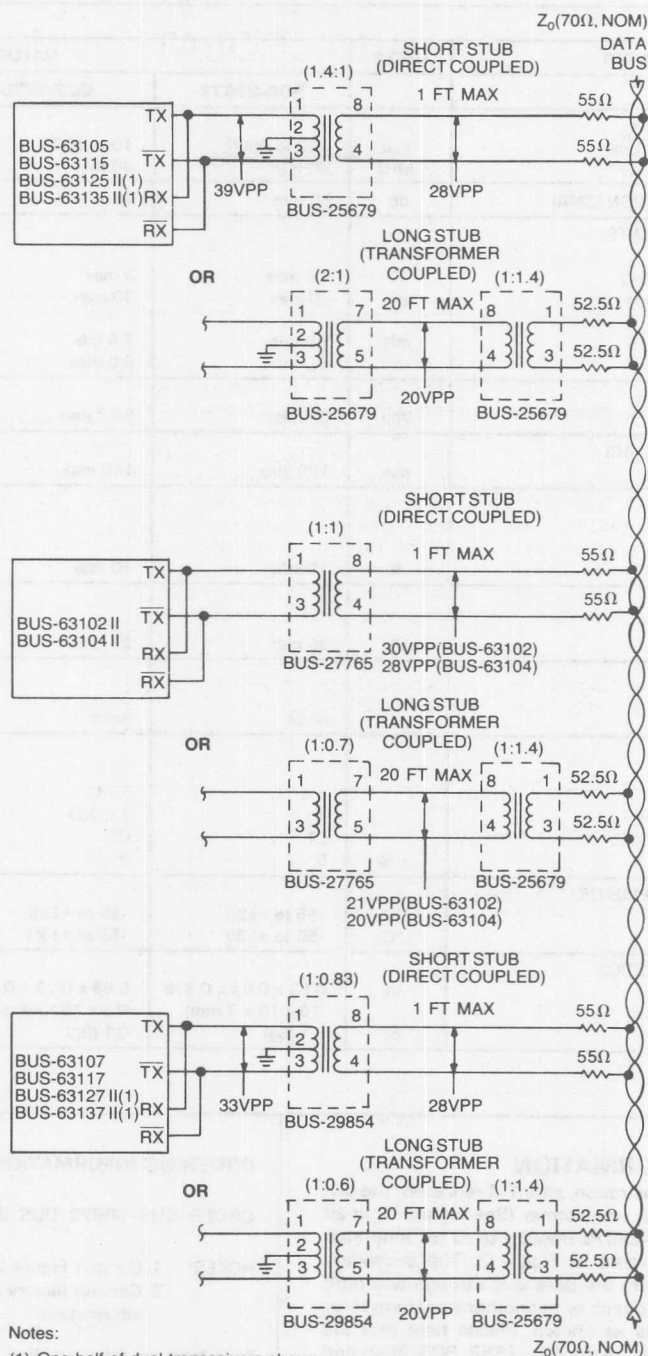 Z₀(70Ω, NOM)
DATA
BUS
SHORT STUB
(DIRECT COUPLED)
(1.4:1)
1 FT MAX
1 8
2
3 4
55Ω
55Ω
TX
TX
RX
RX
BUS-63105
BUS-63115
BUS-63125 II(1)
BUS-63135 II(1)
39VPP
28VPP
BUS-25679
OR
LONG STUB
(TRANSFORMER
COUPLED)
(2:1)
20 FT MAX
(1:1.4)
1 7
2
3 5
8 1
4 3
52.5Ω
52.5Ω
BUS-25679
20VPP
BUS-25679
SHORT STUB
(DIRECT COUPLED)
(1:1)
1 FT MAX
1 8
3 4
55Ω
55Ω
TX
T̅X̅
RX
R̅X̅
BUS-63102 II
BUS-63104 II
BUS-27765
30VPP(BUS-63102)
28VPP(BUS-63104)
OR
LONG STUB
(TRANSFORMER
COUPLED)
(1:0.7)
20 FT MAX
(1:1.4)
1 7
3 5
8 1
4 3
52.5Ω
52.5Ω
BUS-27765
BUS-25679
21VPP(BUS-63102)
20VPP(BUS-63104)
SHORT STUB
(DIRECT COUPLED)
(1:0.83)
1 FT MAX
1 8
2
3 4
55Ω
55Ω
TX
T̅X̅
RX
R̅X̅
BUS-63107
BUS-63117
BUS-63127 II(1)
BUS-63137 II(1)
33VPP
28VPP
BUS-29854
OR
LONG STUB
(TRANSFORMER
COUPLED)
(1:0.6)
20 FT MAX
(1:1.4)
1 7
2
3 5
8 1
4 3
52.5Ω
52.5Ω
BUS-29854
20VPP
BUS-25679
Z₀(70Ω, NOM)
Notes:
(1) One half of dual